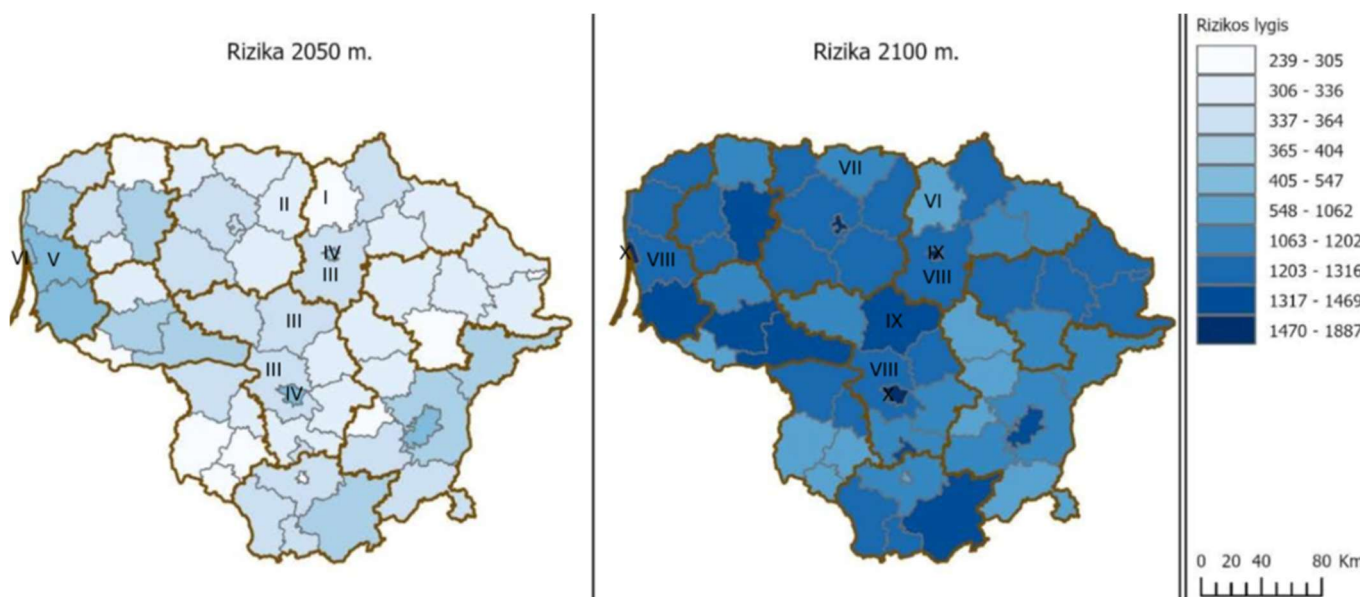 Rizika 2050 m.
I
II
IV
III
VI
V
III
III
IV
Rizika 2100 m.
VII
VI
X
VIII
IX
VIII
IX
VIII
X
Rizikos lygis
239 - 305
306 - 336
337 - 364
365 - 404
405 - 547
548 - 1062
1063 - 1202
1203 - 1316
1317 - 1469
1470 - 1887
0 20 40 80 Km